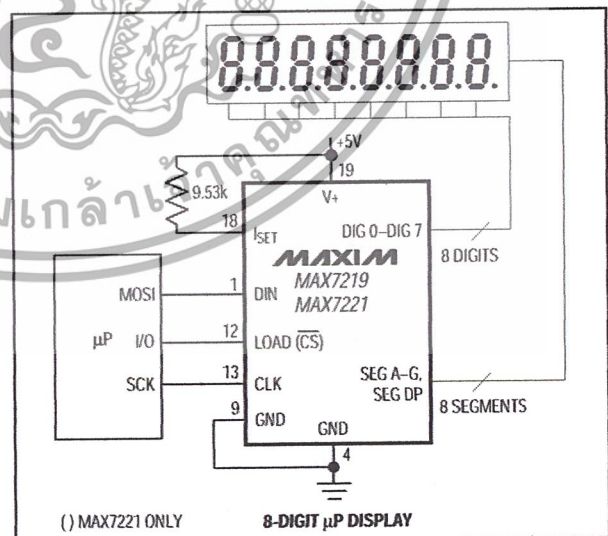 8.8.8.8.8.8.8.8.
+5V
19
9.53k
V+
18
ISET
DIG 0–DIG 7
8 DIGITS
MAXIM
MAX7219
MAX7221
MOSI
1
DIN
µP
I/O
12
LOAD (CS)
SCK
13
CLK
SEG A–G,
SEG DP
8 SEGMENTS
9
GND
GND
4
( ) MAX7221 ONLY
8-DIGIT µP DISPLAY